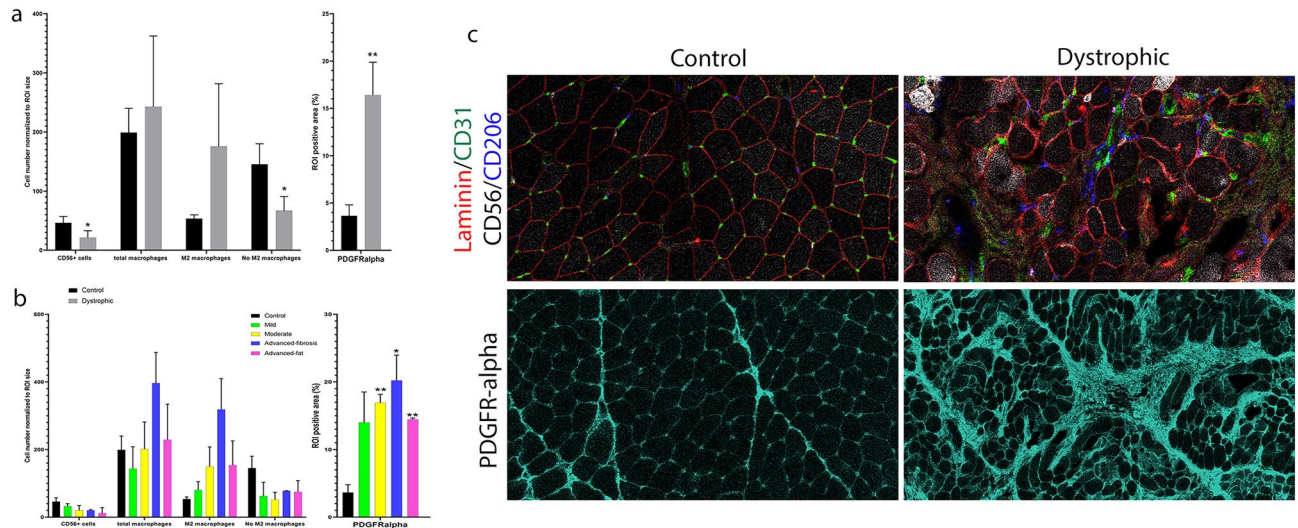 a
Cell number normalized to ROI size
400
300
200
100
0
CD56+ cells
total macrophages
M2 macrophages
No M2 macrophages
*
*
ROI positive area (%)
25
20
15
10
5
0
**
PDGFRalpha
Control
Dystrophic
b
Cell number normalized to ROI size
600
400
200
0
CD56+ cells
total macrophages
M2 macrophages
No M2 macrophages
Control
Mild
Moderate
Advanced-fibrosis
Advanced-fat
ROI positive area (%)
30
20
10
0
**
*
**
PDGFRalpha
c
Control
Dystrophic
Laminin/CD31
CD56/CD206
PDGFR-alpha